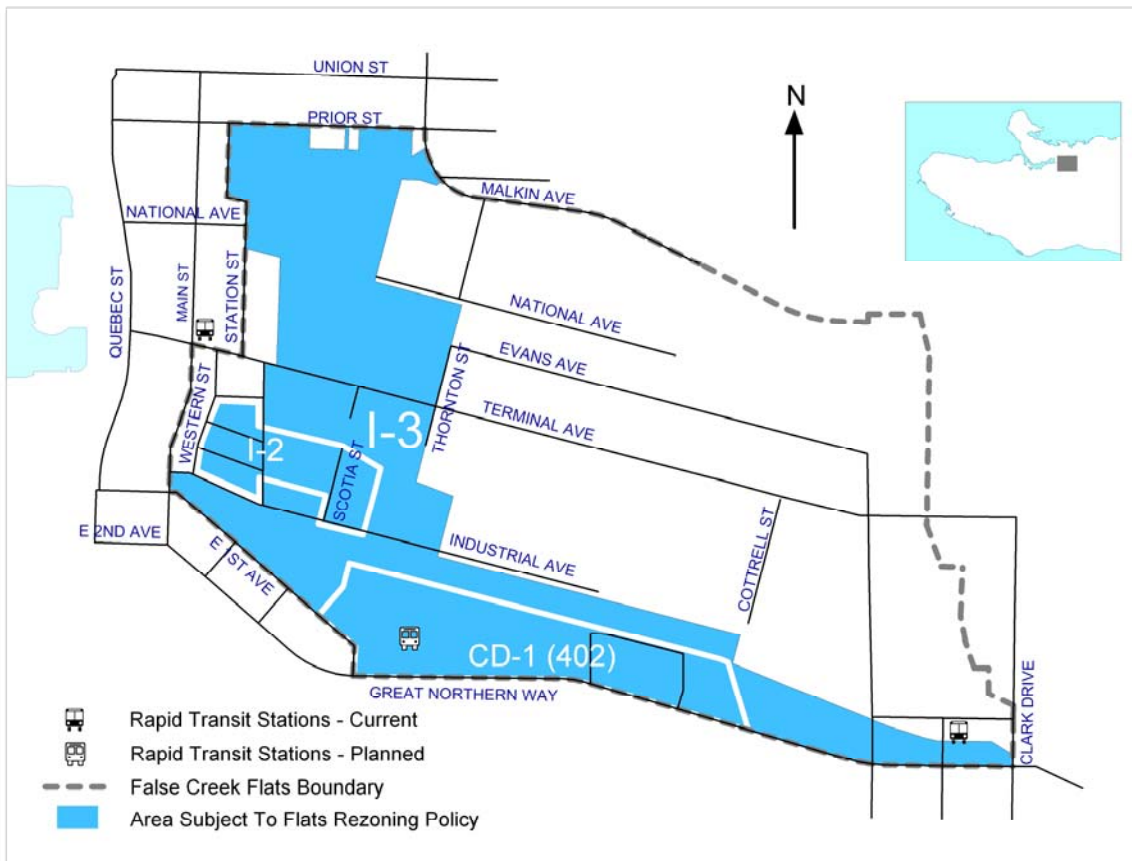 UNION ST
PRIOR ST
N
MALKIN AVE
NATIONAL AVE
QUEBEC ST
MAIN ST
STATION ST
NATIONAL AVE
EVANS AVE
THORNTON ST
TERMINAL AVE
WESTERN ST
I-3
I-2
SCOTIA ST
E 2ND AVE
E 1ST AVE
INDUSTRIAL AVE
COTTRELL ST
CD-1 (402)
GREAT NORTHERN WAY
CLARK DRIVE
Rapid Transit Stations - Current
Rapid Transit Stations - Planned
False Creek Flats Boundary
Area Subject To Flats Rezoning Policy